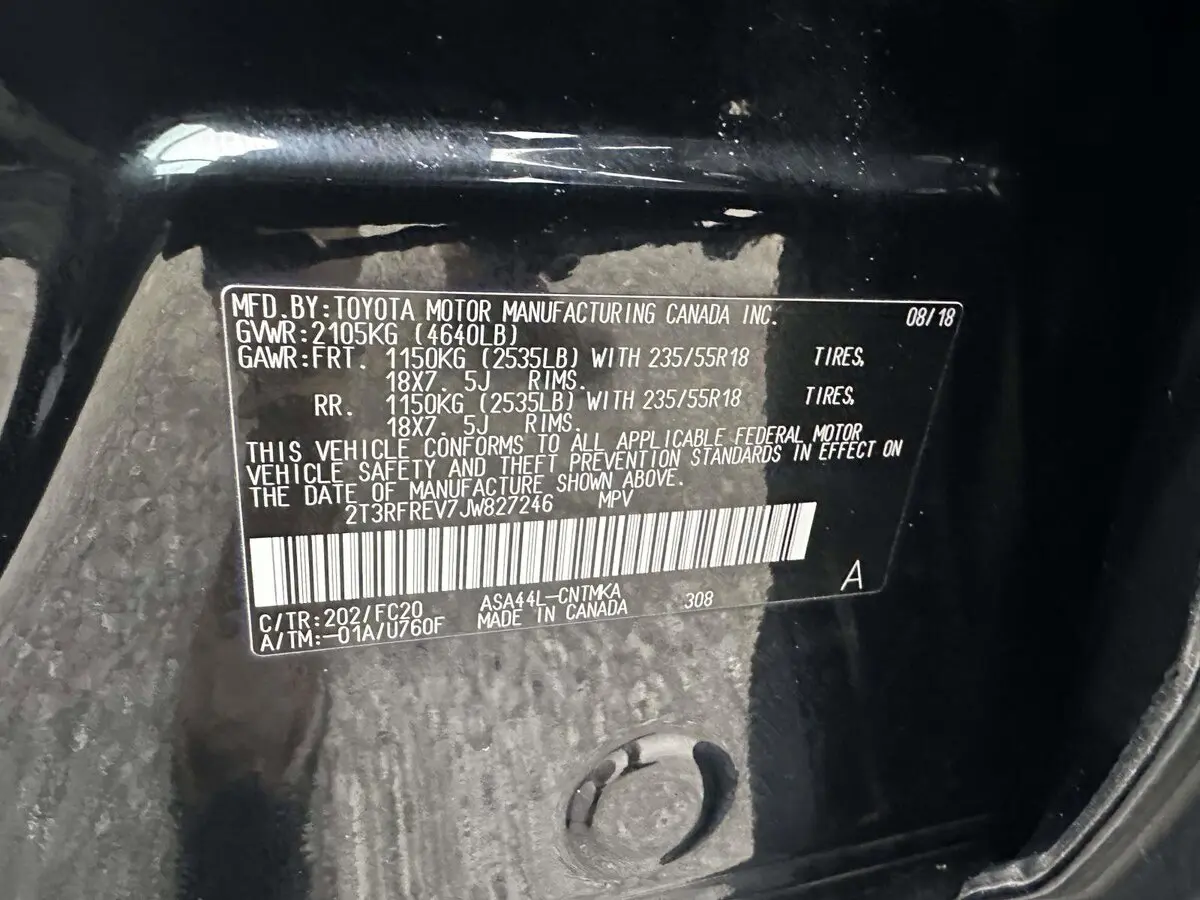 MFD.BY:TOYOTA MOTOR MANUFACTURING CANADA INC. 08/18
GVWR:2105KG (4640LB)
GAWR:FRT. 1150KG (2535LB) WITH 235/55R18 TIRES,
18X7. 5J RIMS.
RR. 1150KG (2535LB) WITH 235/55R18 TIRES,
18X7. 5J RIMS.
THIS VEHICLE CONFORMS TO ALL APPLICABLE FEDERAL MOTOR
VEHICLE SAFETY AND THEFT PREVENTION STANDARDS IN EFFECT ON
THE DATE OF MANUFACTURE SHOWN ABOVE.
2T3RFREV7JW827246 MPV
C/TR:202/FC20 ASA44L-CNTMKA 308 A
A/TM:-01A/U760F MADE IN CANADA